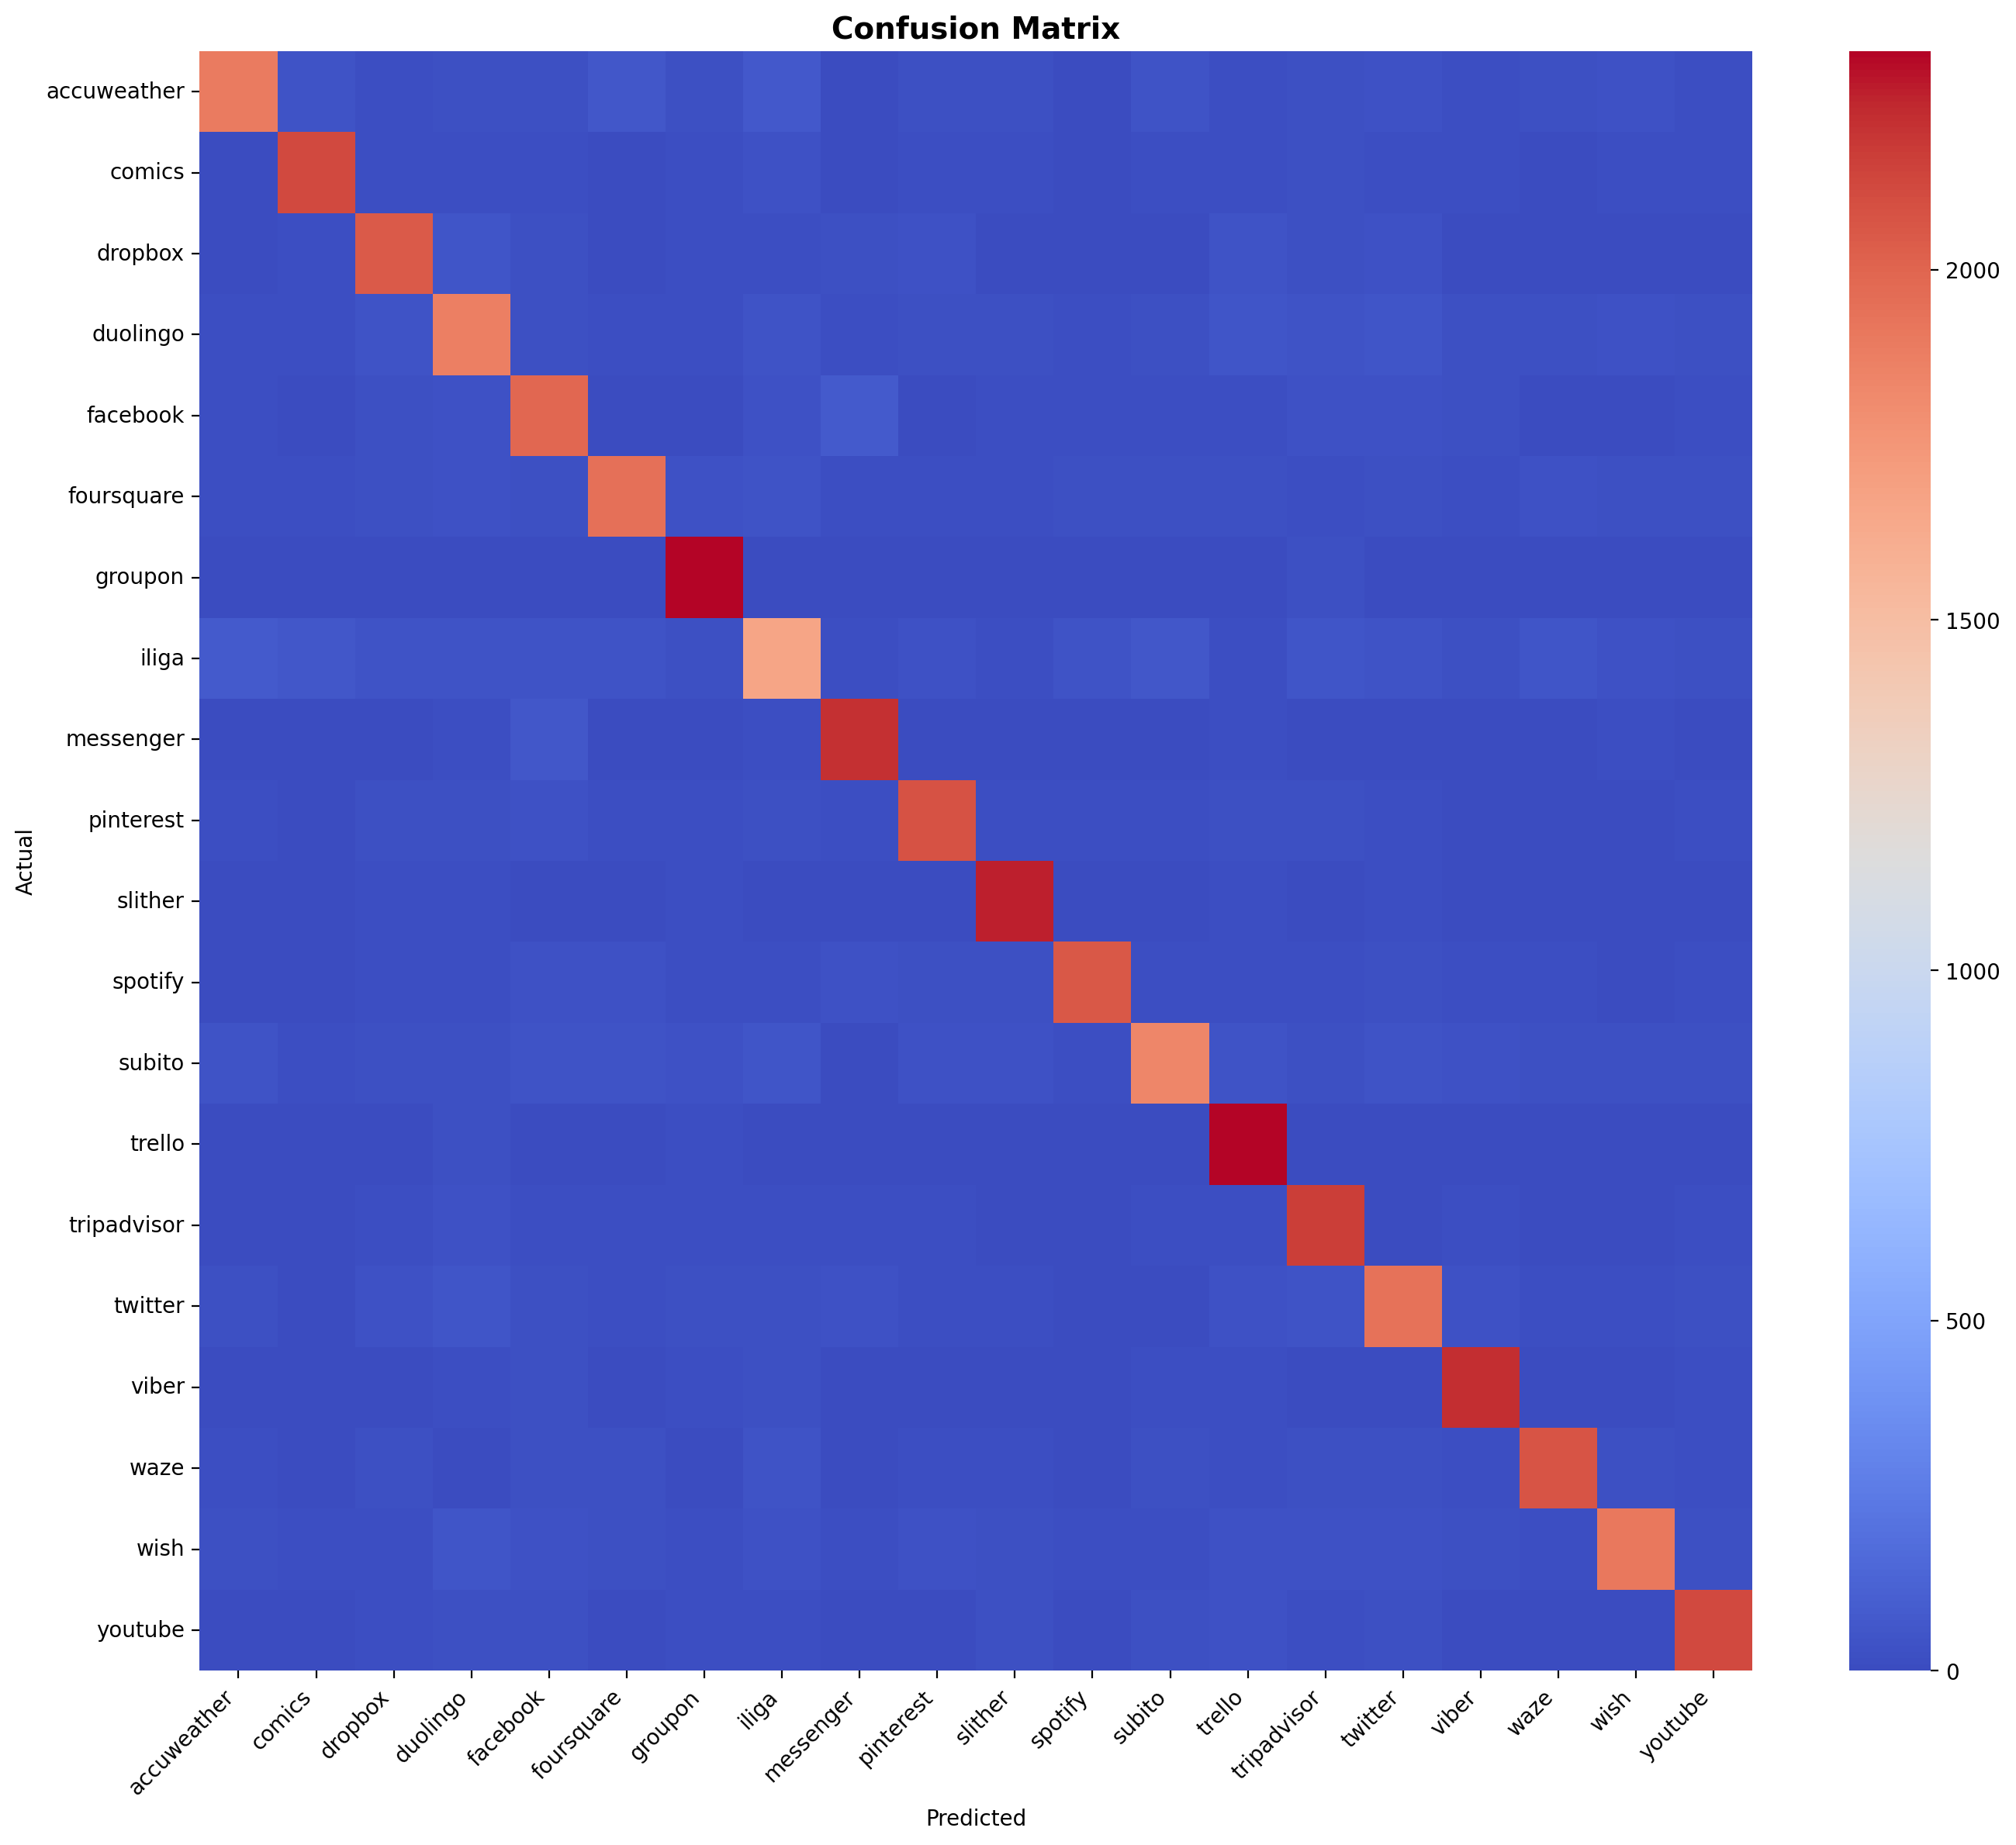 Confusion Matrix
accuweather
comics
dropbox
duolingo
facebook
foursquare
groupon
iliga
messenger
pinterest
slither
spotify
subito
trello
tripadvisor
twitter
viber
waze
wish
youtube
Actual
accuweather
comics
dropbox
duolingo
facebook
foursquare
groupon
iliga
messenger
pinterest
slither
spotify
subito
trello
tripadvisor
twitter
viber
waze
wish
youtube
Predicted
2000
1500
1000
500
0